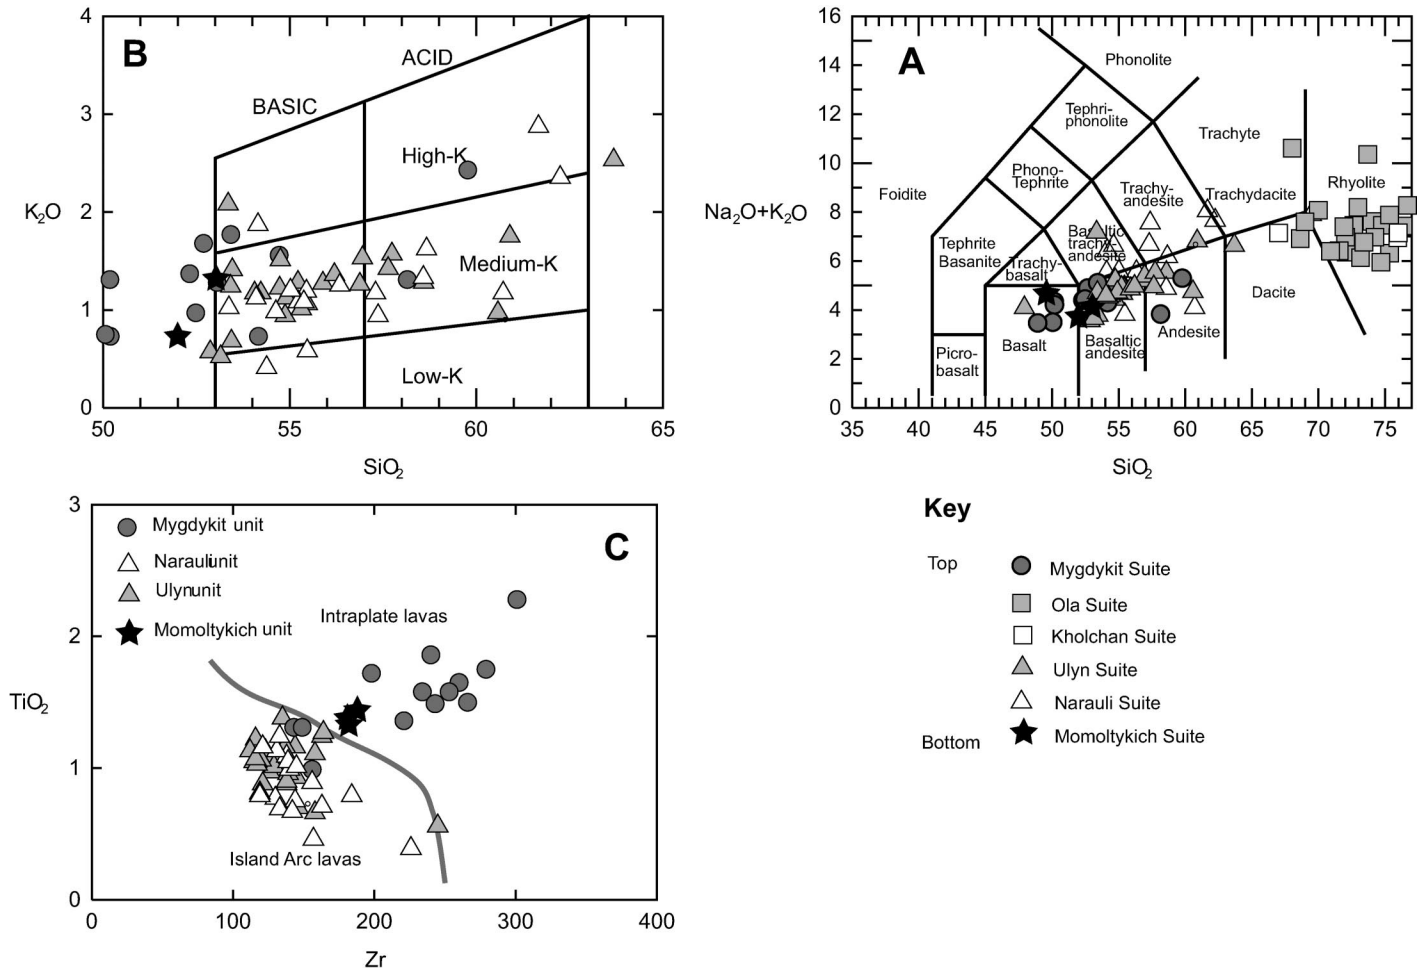 B
ACID
BASIC
High-K
Medium-K
Low-K
K2O
4
3
2
1
0
50
55
60
65
SiO2
A
Phonolite
Tephri-
phonolite
Trachyte
Phono-
Tephrite
Foidite
Trachy-
andesite
Trachydacite
Rhyolite
Basaltic
trachy-
andesite
Tephrite
Basanite
Trachy-
basalt
Dacite
Picro-
basalt
Basalt
Basaltic
andesite
Andesite
Na2O+K2O
16
14
12
10
8
6
4
2
0
35
40
45
50
55
60
65
70
75
SiO2
C
Mygdykit unit
Narauliunit
Ulynunit
Momoltykich unit
Intraplate lavas
Island Arc lavas
TiO2
3
2
1
0
0
100
200
300
400
Zr
Key
Top
Mygdykit Suite
Ola Suite
Kholchan Suite
Ulyn Suite
Narauli Suite
Bottom
Momoltykich Suite